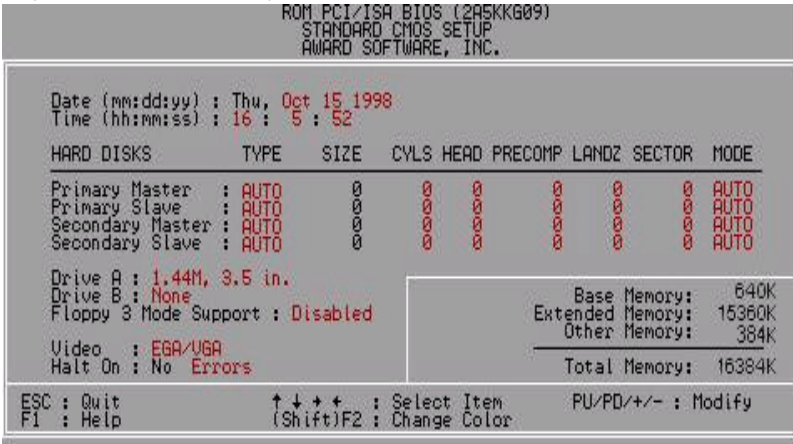 ROM PCI/ISA BIOS (2A5KKG09)
STANDARD CMOS SETUP
AWARD SOFTWARE, INC.
Date (mm:dd:yy) : Thu, Oct 15 1998
Time (hh:mm:ss) : 16 : 5 : 52
HARD DISKS TYPE SIZE CYLS HEAD PRECOMP LANDZ SECTOR MODE
Primary Master : AUTO 0 0 0 0 0 0 AUTO
Primary Slave : AUTO 0 0 0 0 0 0 AUTO
Secondary Master : AUTO 0 0 0 0 0 0 AUTO
Secondary Slave : AUTO 0 0 0 0 0 0 AUTO
Drive A : 1.44M, 3.5 in.
Drive B : None
Floppy 3 Mode Support : Disabled
Video : EGA/VGA
Halt On : No Errors
Base Memory: 640K
Extended Memory: 15360K
Other Memory: 384K
Total Memory: 16384K
ESC : Quit ↑ ↓ → ← : Select Item PU/PD/+/- : Modify
F1 : Help (Shift)F2 : Change Color